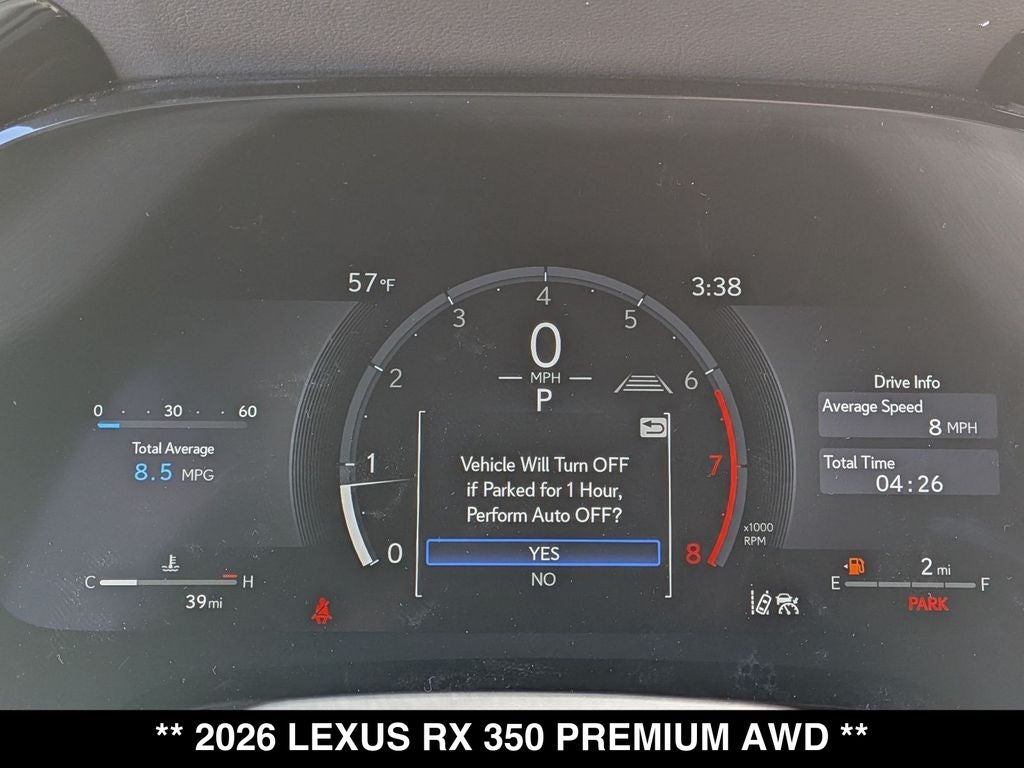 57°F
3:38
0
1
2
3
4
5
6
7
8
x1000
RPM
0
MPH
P
0 30 60
Total Average
8.5 MPG
Vehicle Will Turn OFF
if Parked for 1 Hour,
Perform Auto OFF?
YES
NO
Drive Info
Average Speed
8 MPH
Total Time
04:26
C H
39 mi
2 mi
E F
PARK
** 2026 LEXUS RX 350 PREMIUM AWD **